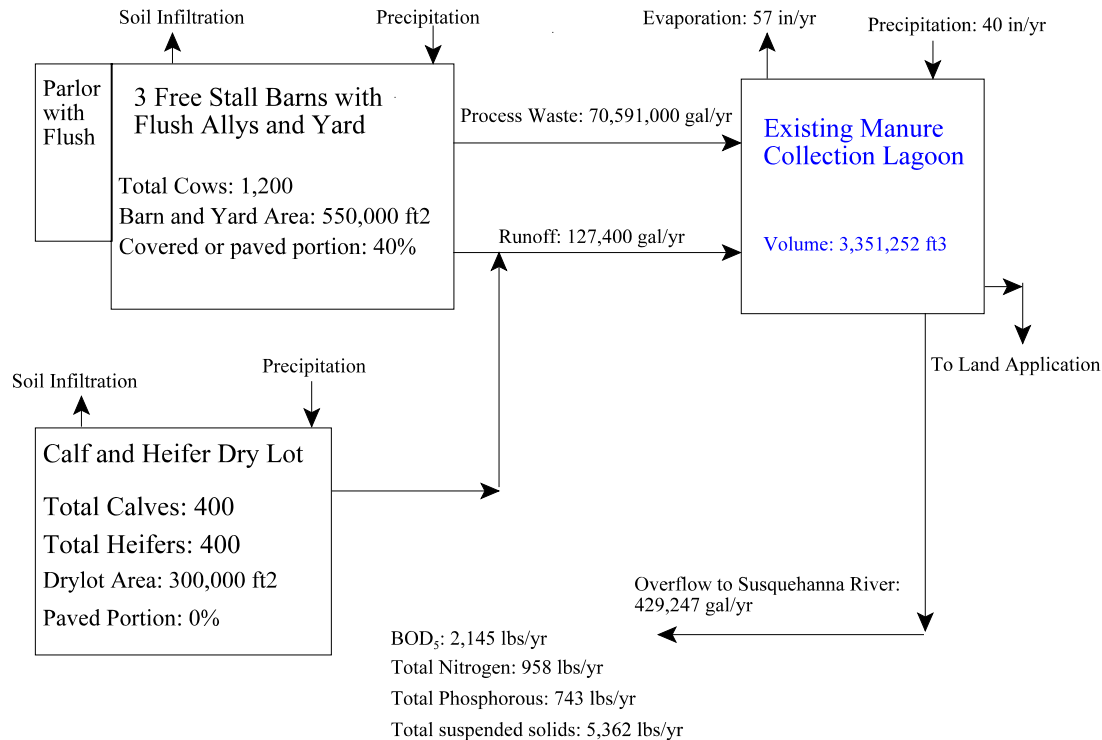 Soil Infiltration
Precipitation
Evaporation: 57 in/yr
Precipitation: 40 in/yr
Parlor
with
Flush
3 Free Stall Barns with
Flush Allys and Yard
Total Cows: 1,200
Barn and Yard Area: 550,000 ft2
Covered or paved portion: 40%
Process Waste: 70,591,000 gal/yr
Runoff: 127,400 gal/yr
Existing Manure
Collection Lagoon
Volume: 3,351,252 ft3
To Land Application
Soil Infiltration
Precipitation
Calf and Heifer Dry Lot
Total Calves: 400
Total Heifers: 400
Drylot Area: 300,000 ft2
Paved Portion: 0%
Overflow to Susquehanna River:
429,247 gal/yr
BOD₅: 2,145 lbs/yr
Total Nitrogen: 958 lbs/yr
Total Phosphorous: 743 lbs/yr
Total suspended solids: 5,362 lbs/yr